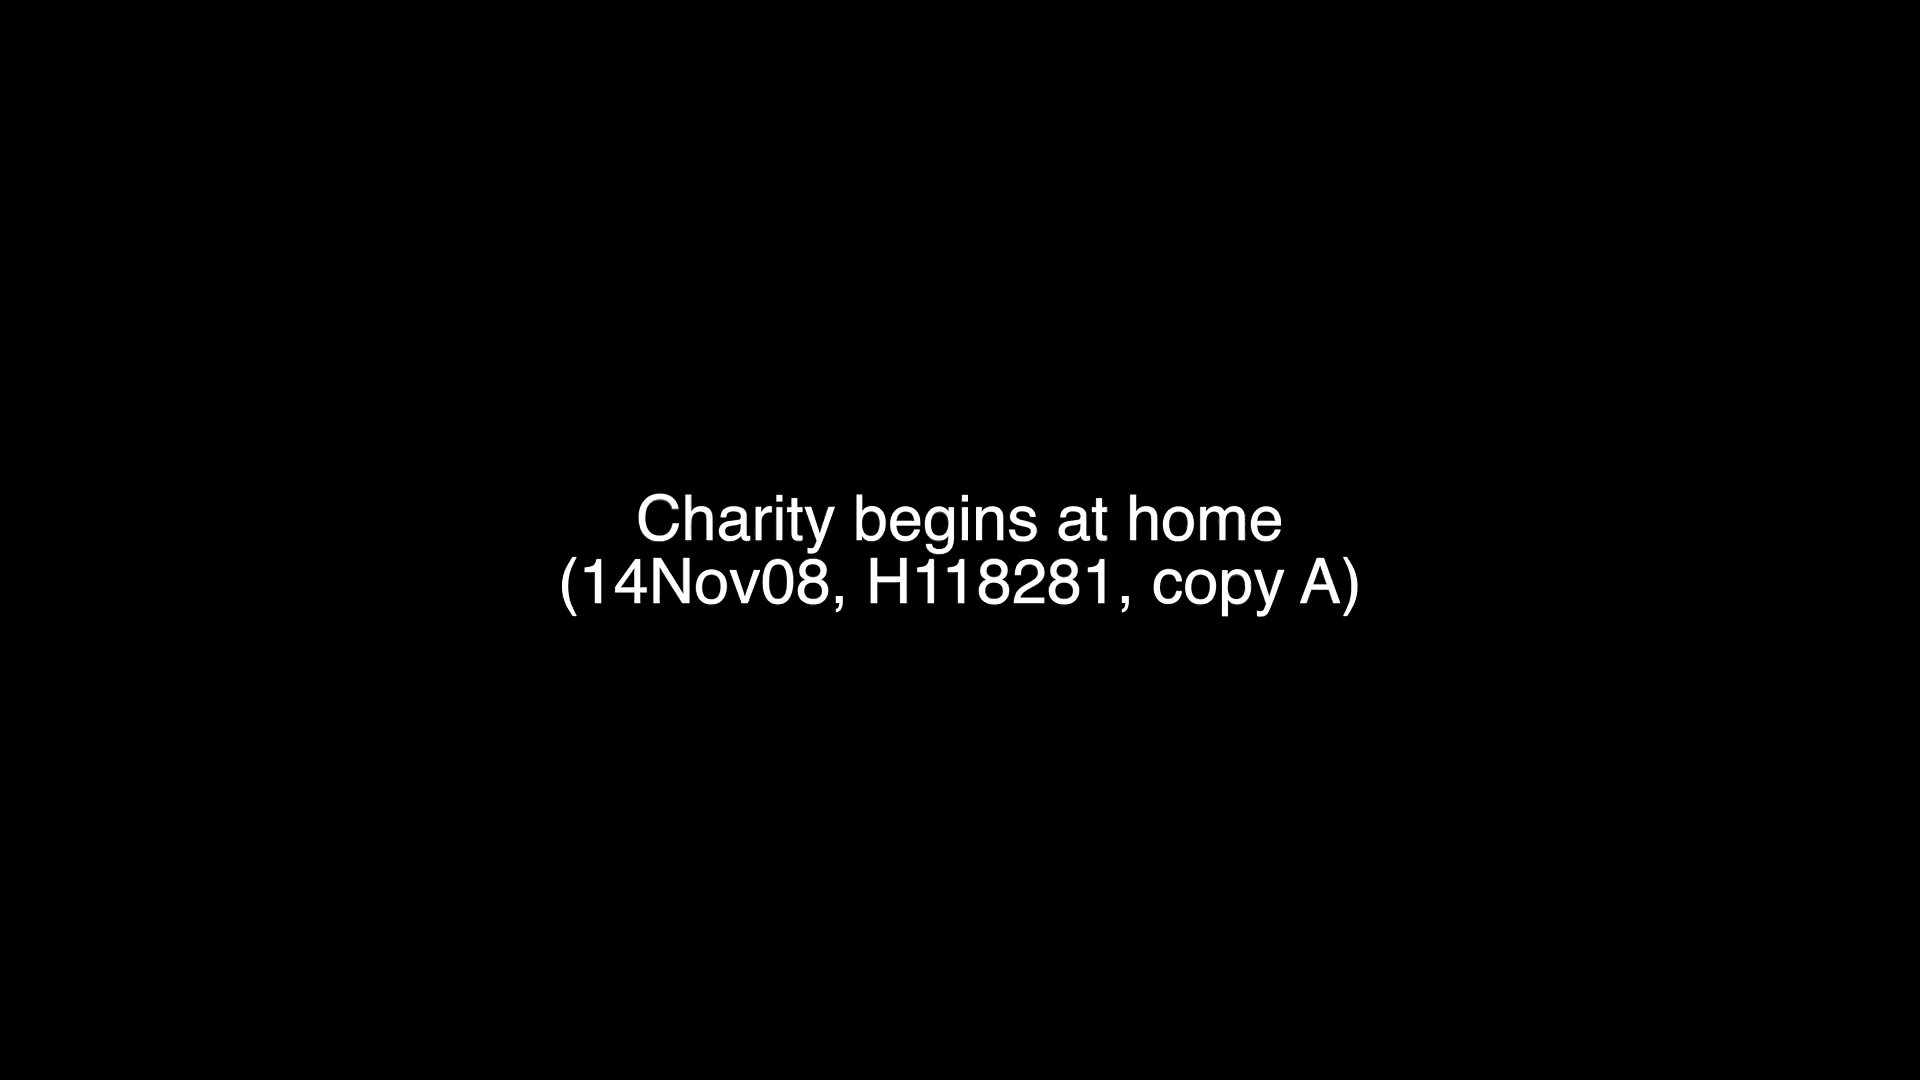 Charity begins at home
(14Nov08, H118281, copy A)